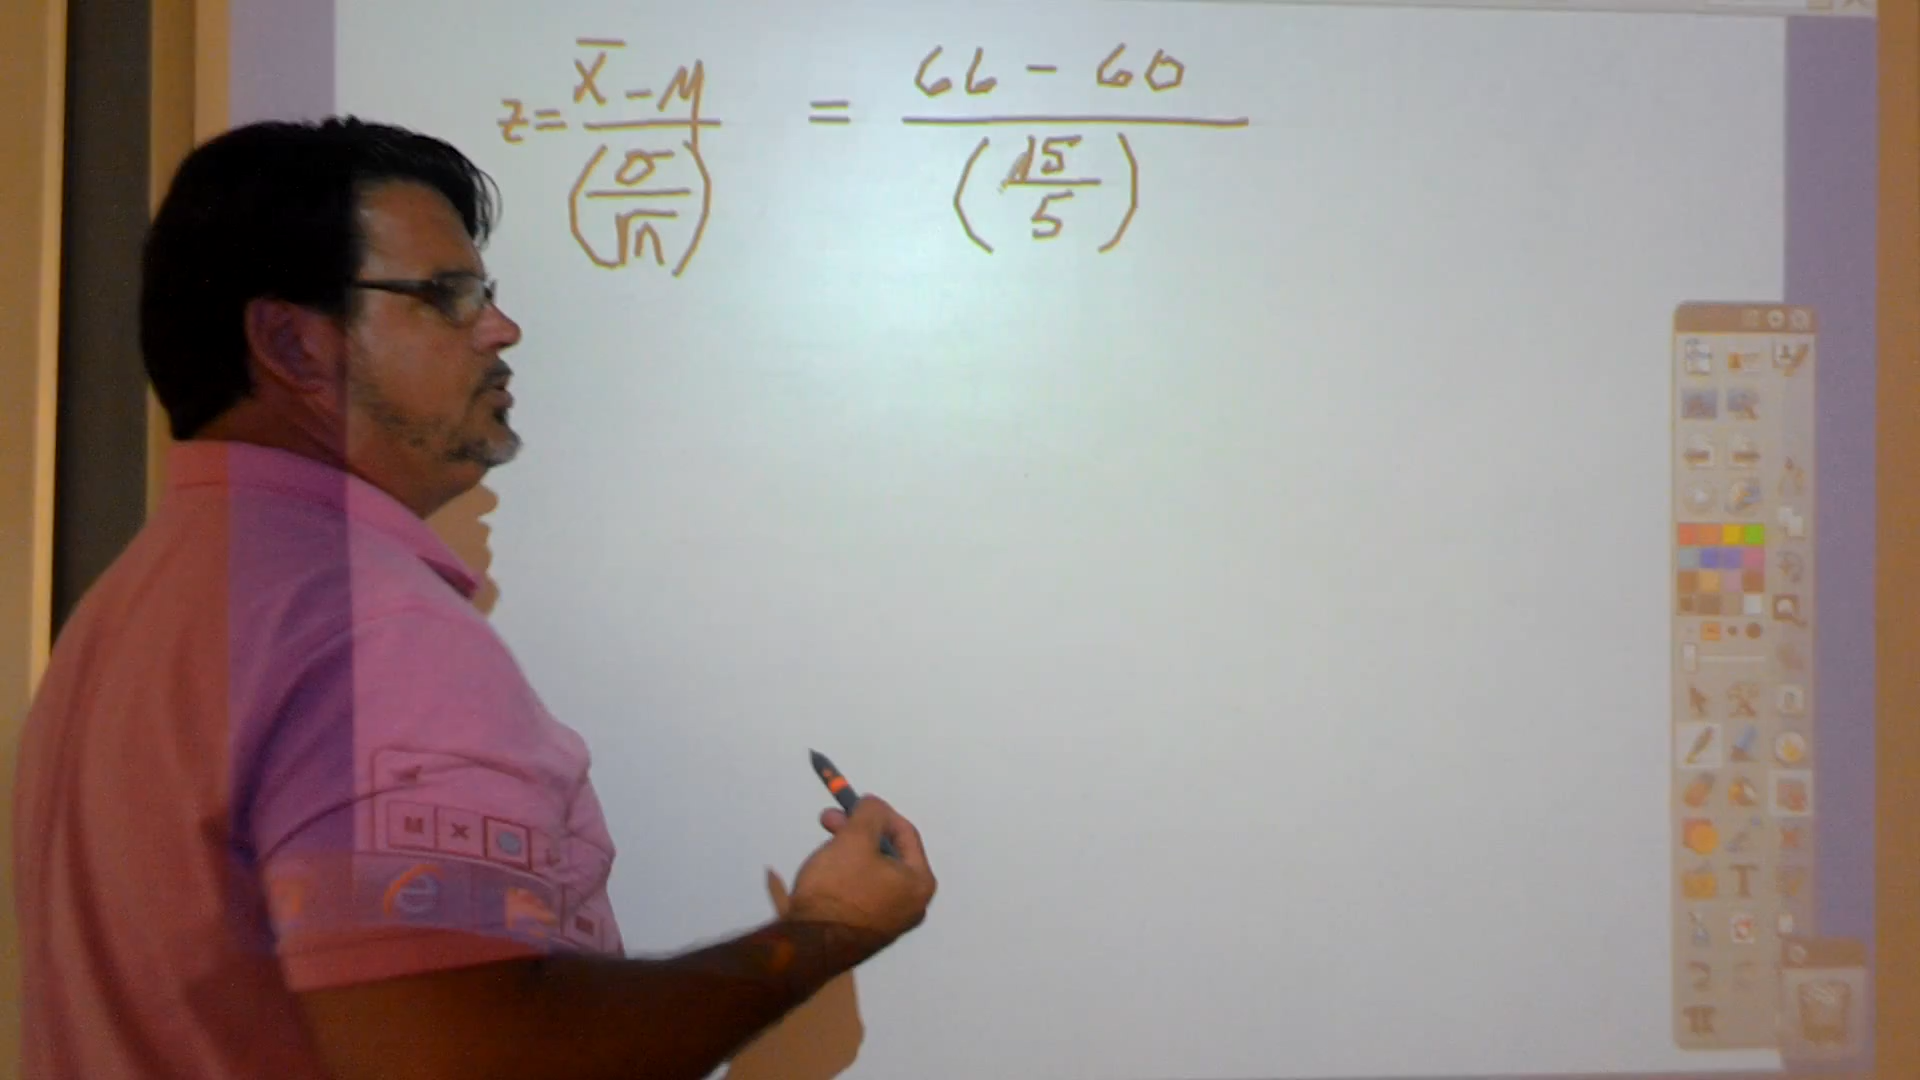 z = (x̄ - μ) / (σ/√n) = (66 - 60) / (15/5)
M X
T